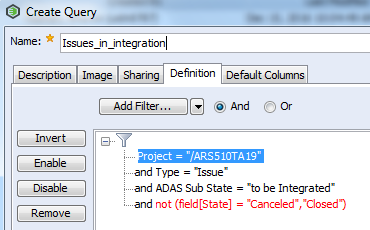 Create Query
Name: Issues_in_integration
Description Image Sharing Definition Default Columns
Add Filter... And Or
Invert
Enable
Disable
Remove
Project = "/ARS510TA19"
and Type = "Issue"
and ADAS Sub State = "to be Integrated"
and not (field[State] = "Canceled","Closed")